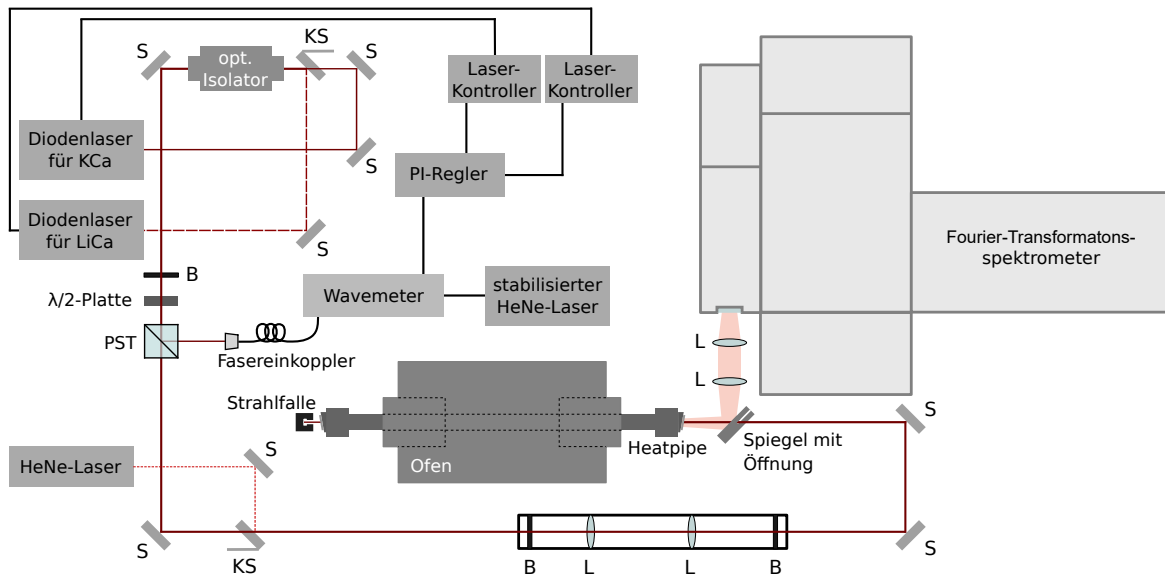 KS
S
S
opt.
Isolator
Laser-
Kontroller
Laser-
Kontroller
Diodenlaser
für KCa
S
PI-Regler
Diodenlaser
für LiCa
S
Fourier-Transformatons-
spektrometer
B
λ/2-Platte
Wavemeter
stabilisierter
HeNe-Laser
PST
Fasereinkoppler
L
L
Strahlfalle
S
Heatpipe
Spiegel mit
Öffnung
Ofen
HeNe-Laser
S
S
KS
S
B
L
L
B